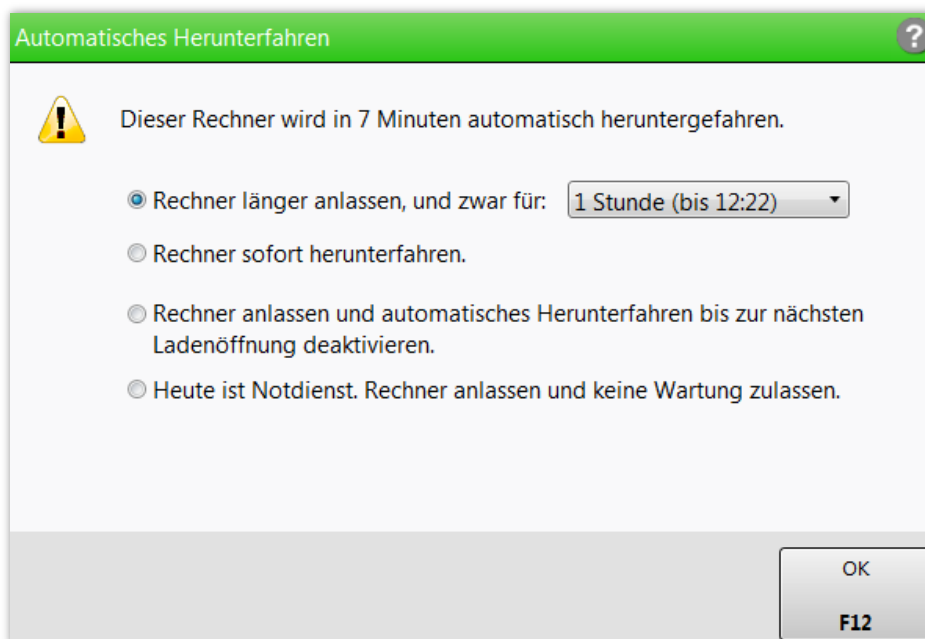 Automatisches Herunterfahren
?
Dieser Rechner wird in 7 Minuten automatisch heruntergefahren.
Rechner länger anlassen, und zwar für: 1 Stunde (bis 12:22)
Rechner sofort herunterfahren.
Rechner anlassen und automatisches Herunterfahren bis zur nächsten
Ladenöffnung deaktivieren.
Heute ist Notdienst. Rechner anlassen und keine Wartung zulassen.
OK
F12